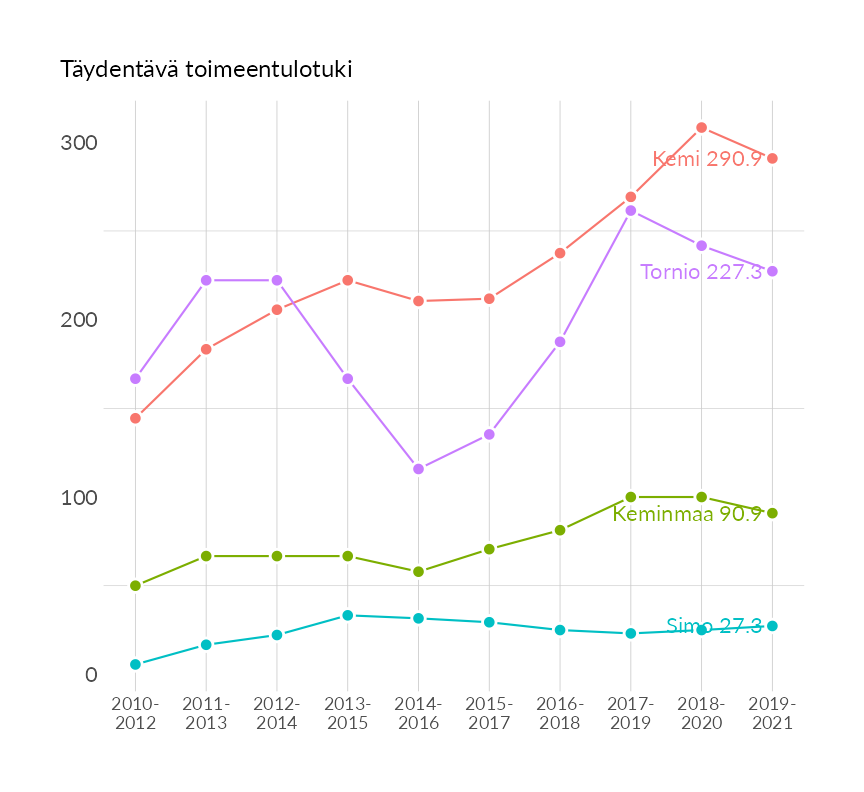 Täydentävä toimeentulotuki
300
Kemi 290.9
Tornio 227.3
200
100
Keminmaa 90.9
Simo 27.3
0
2010- 2011- 2012- 2013- 2014- 2015- 2016- 2017- 2018- 2019-
2012 2013 2014 2015 2016 2017 2018 2019 2020 2021